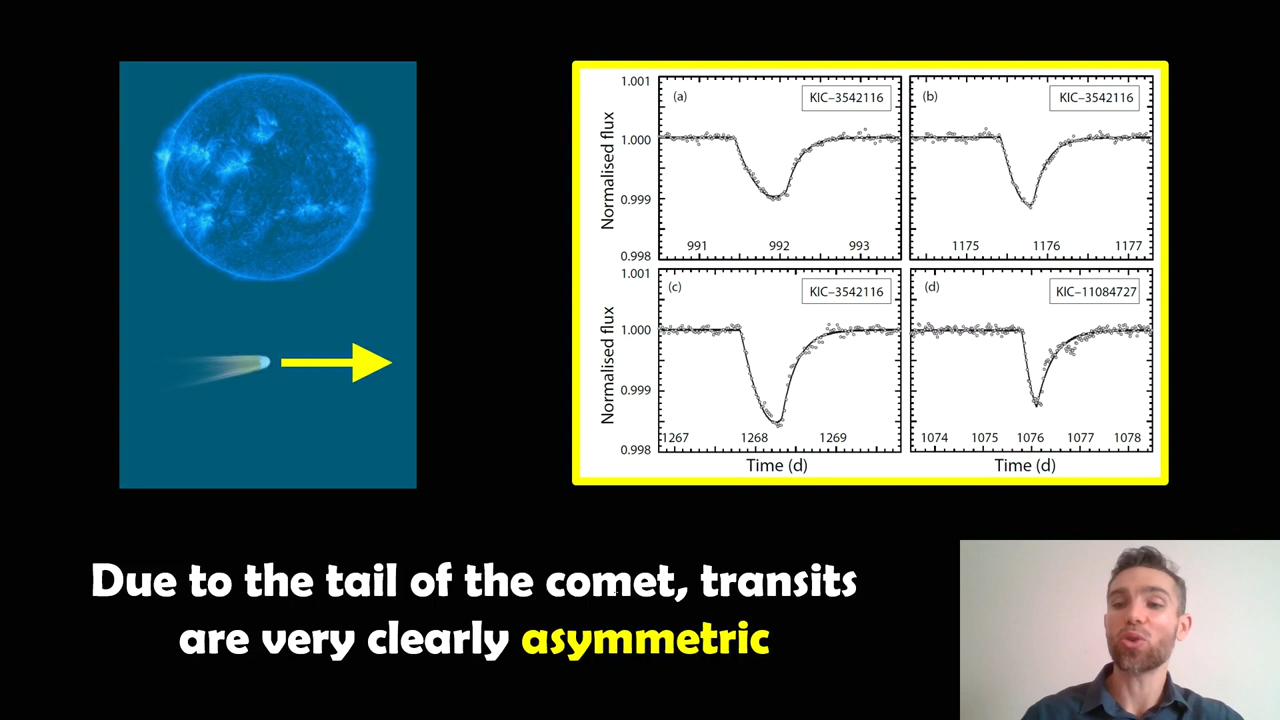 1.001
(a)
KIC–3542116
1.000
0.999
0.998
991
992
993
Normalised flux
(b)
KIC–3542116
1175
1176
1177
1.001
(c)
KIC–3542116
1.000
0.999
0.998
1267
1268
1269
Normalised flux
Time (d)
(d)
KIC–11084727
1074
1075
1076
1077
1078
Time (d)
Due to the tail of the comet, transits
are very clearly asymmetric